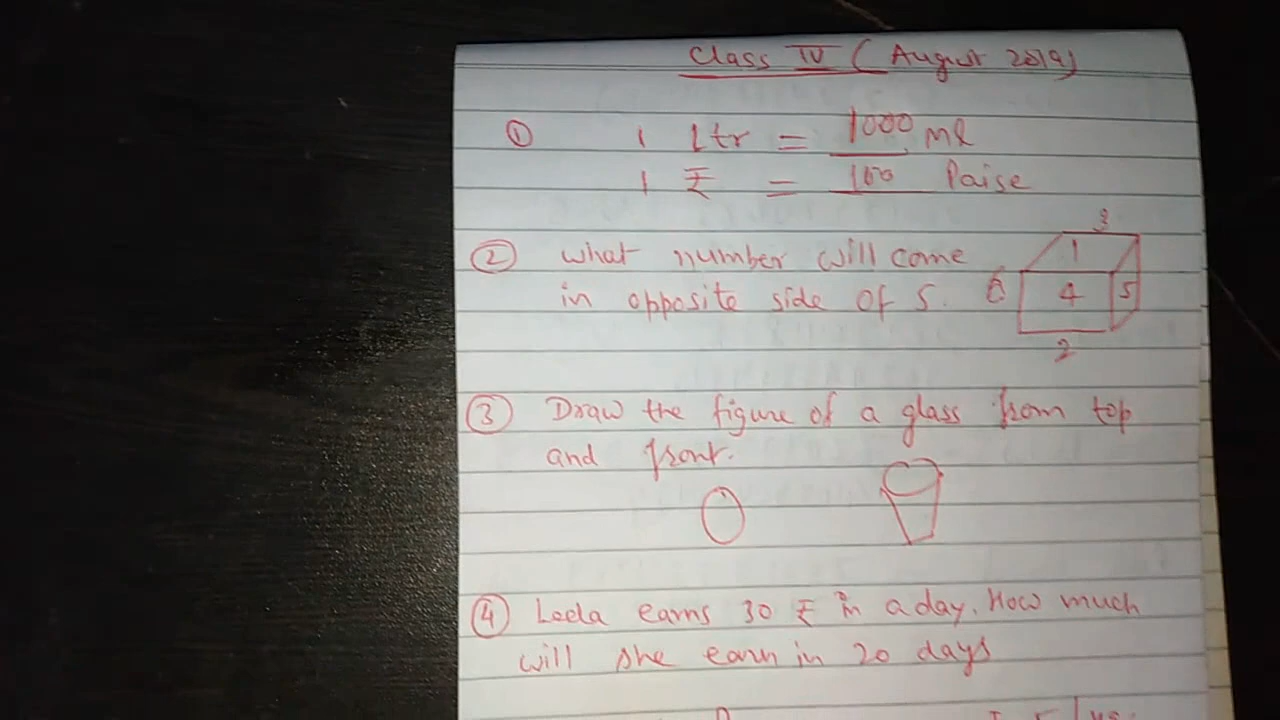 Class IV ( August 2019)
① 1 Ltr = 1000 ml
1 ₹ = 100 Paise
② what number will come
in opposite side of 5.
3
1
6 4 5
2
③ Draw the figure of a glass from top
and front.
④ Leela earns 30 ₹ in a day. How much
will she earn in 20 days